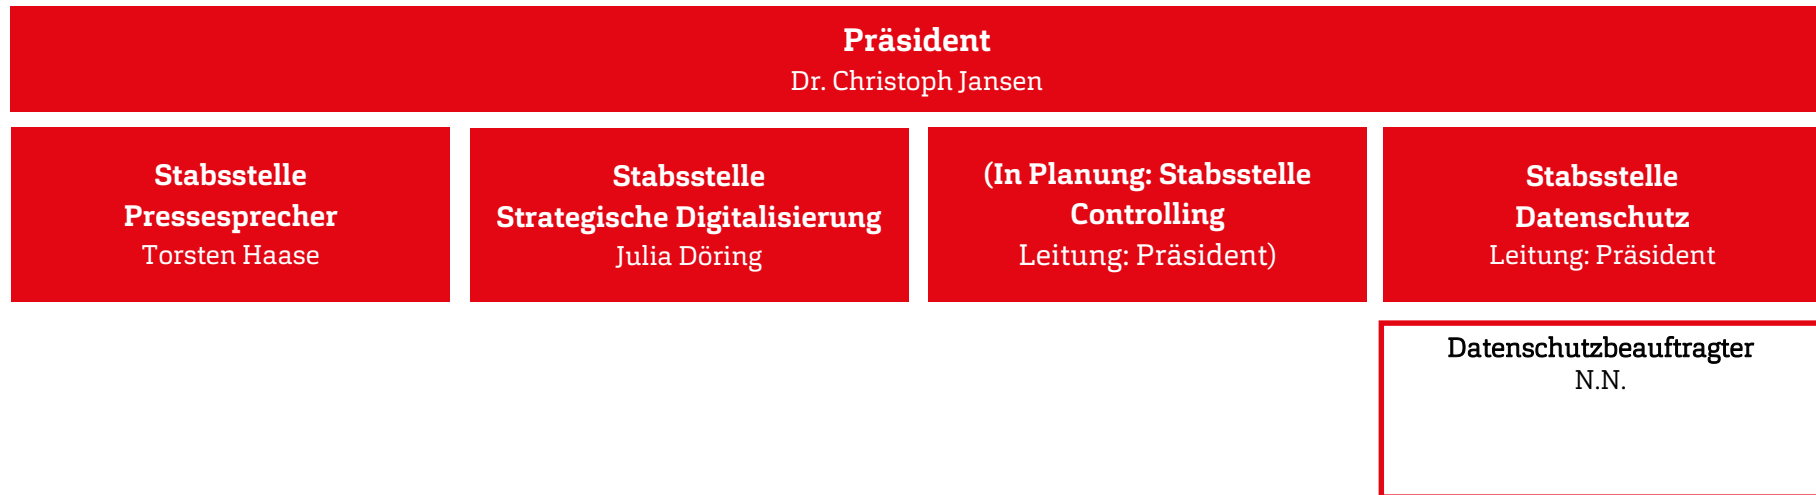 Präsident
Dr. Christoph Jansen
Stabsstelle
Pressesprecher
Torsten Haase
Stabsstelle
Strategische Digitalisierung
Julia Döring
(In Planung: Stabsstelle
Controlling
Leitung: Präsident)
Stabsstelle
Datenschutz
Leitung: Präsident
Datenschutzbeauftragter
N.N.